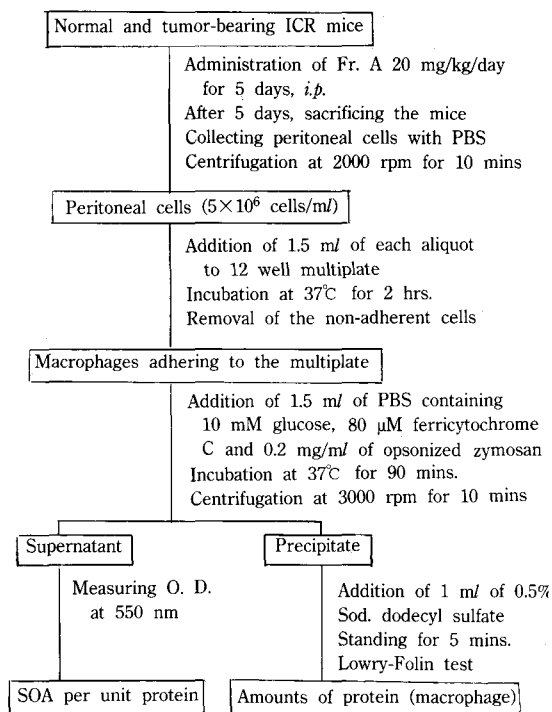 Normal and tumor-bearing ICR mice
Administration of Fr. A 20 mg/kg/day
for 5 days, i.p.
After 5 days, sacrificing the mice
Collecting peritoneal cells with PBS
Centrifugation at 2000 rpm for 10 mins
Peritoneal cells (5×10⁶ cells/ml)
Addition of 1.5 ml of each aliquot
to 12 well multiplate
Incubation at 37℃ for 2 hrs.
Removal of the non-adherent cells
Macrophages adhering to the multiplate
Addition of 1.5 ml of PBS containing
10 mM glucose, 80 μM ferricytochrome
C and 0.2 mg/ml of opsonized zymosan
Incubation at 37℃ for 90 mins.
Centrifugation at 3000 rpm for 10 mins
Supernatant
Measuring O. D.
at 550 nm
SOA per unit protein
Precipitate
Addition of 1 ml of 0.5%
Sod. dodecyl sulfate
Standing for 5 mins.
Lowry-Folin test
Amounts of protein (macrophage)